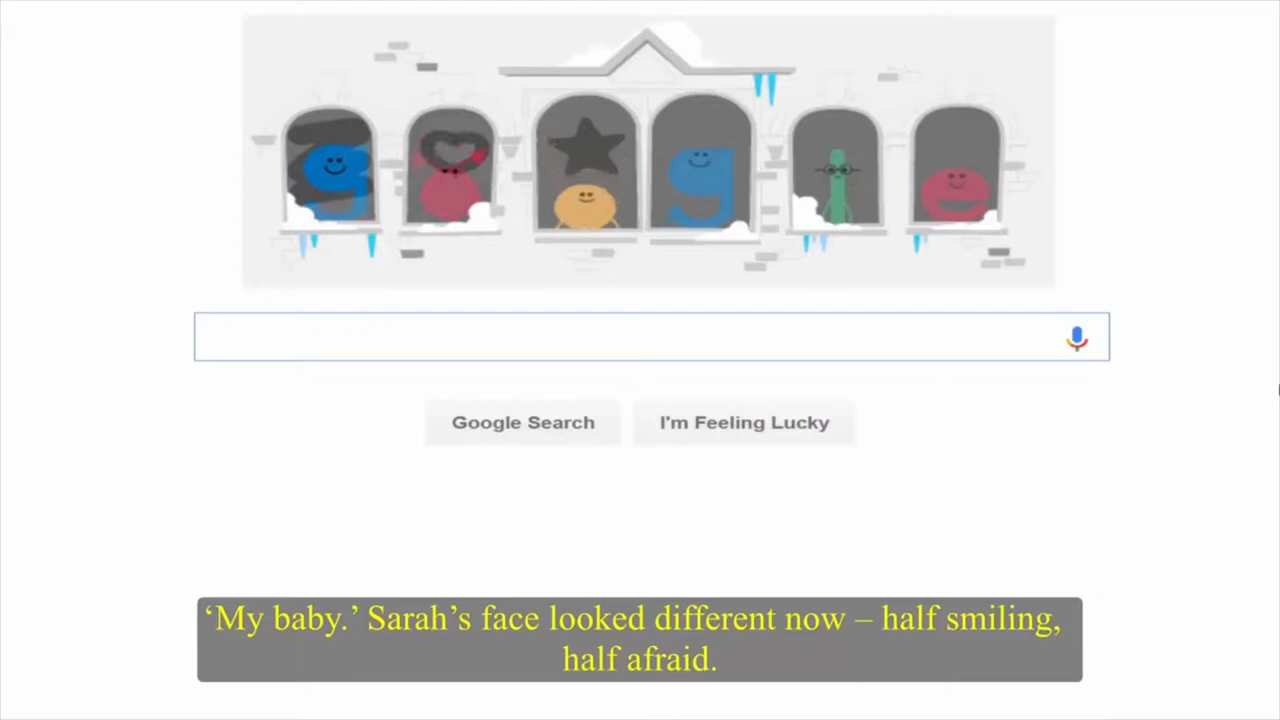 Google Search
I'm Feeling Lucky
‘My baby.’ Sarah’s face looked different now – half smiling,
half afraid.